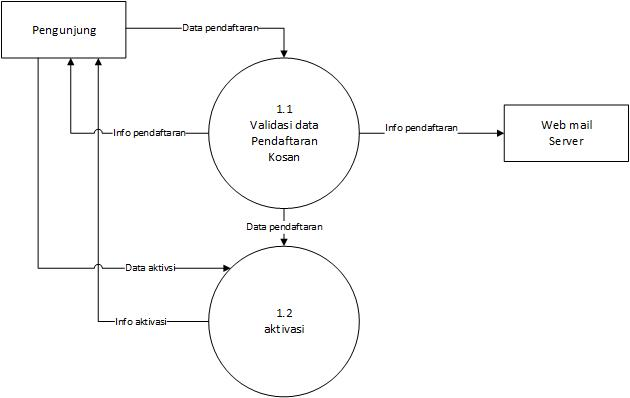 Pengunjung
Data pendaftaran
1.1
Validasi data
Pendaftaran
Kosan
Info pendaftaran
Info pendaftaran
Web mail
Server
Data pendaftaran
Data aktivsi
1.2
aktivasi
Info aktivasi